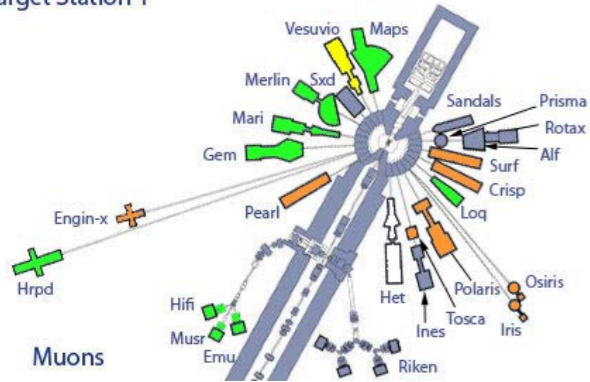 arget Station 1
Vesuvio
Maps
Merlin
Sxd
Sandals
Prisma
Mari
Rotax
Gem
Alf
Surf
Crisp
Pearl
Loq
Engin-x
Hrpd
Polaris
Osiris
Het
Tosca
Hifi
Iris
Ines
Musr
Emu
Muons
Riken